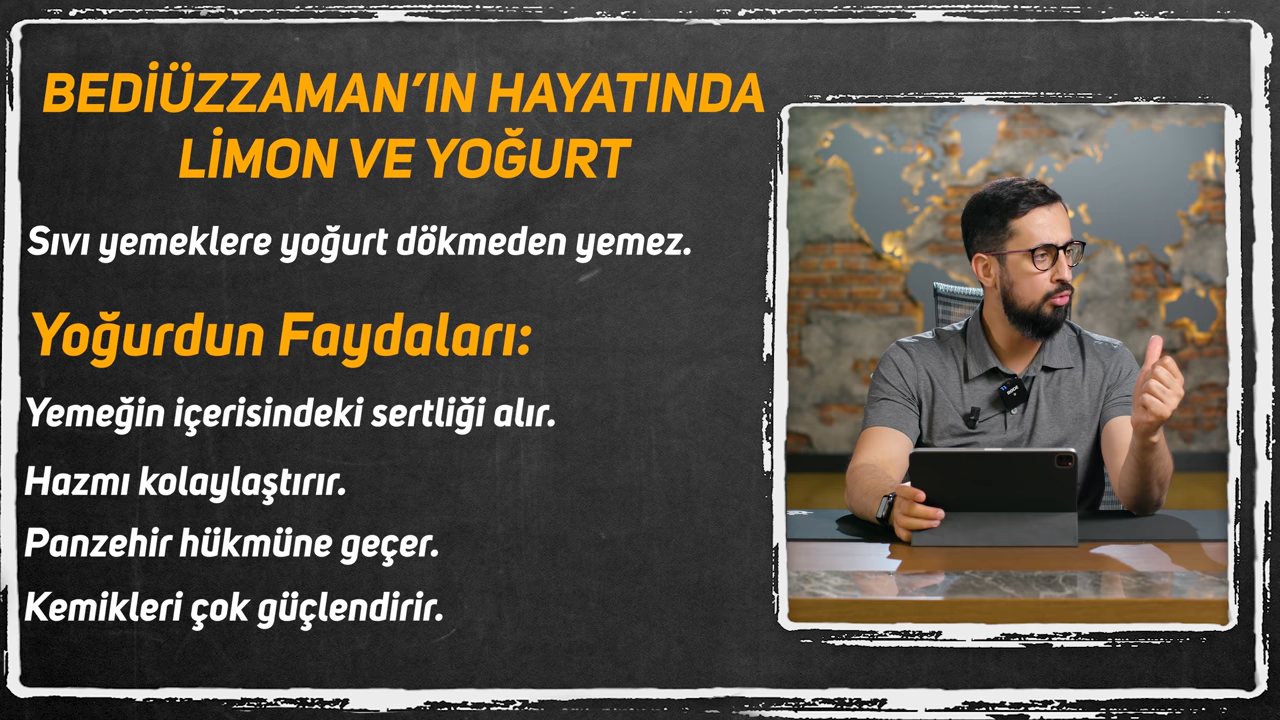 BEDİÜZZAMAN’IN HAYATINDA
LİMON VE YOĞURT
Sıvı yemeklere yoğurt dökmeden yemez.
Yoğurdun Faydaları:
Yemeğin içerisindeki sertliği alır.
Hazmı kolaylaştırır.
Panzehir hükmüne geçer.
Kemikleri çok güçlendirir.